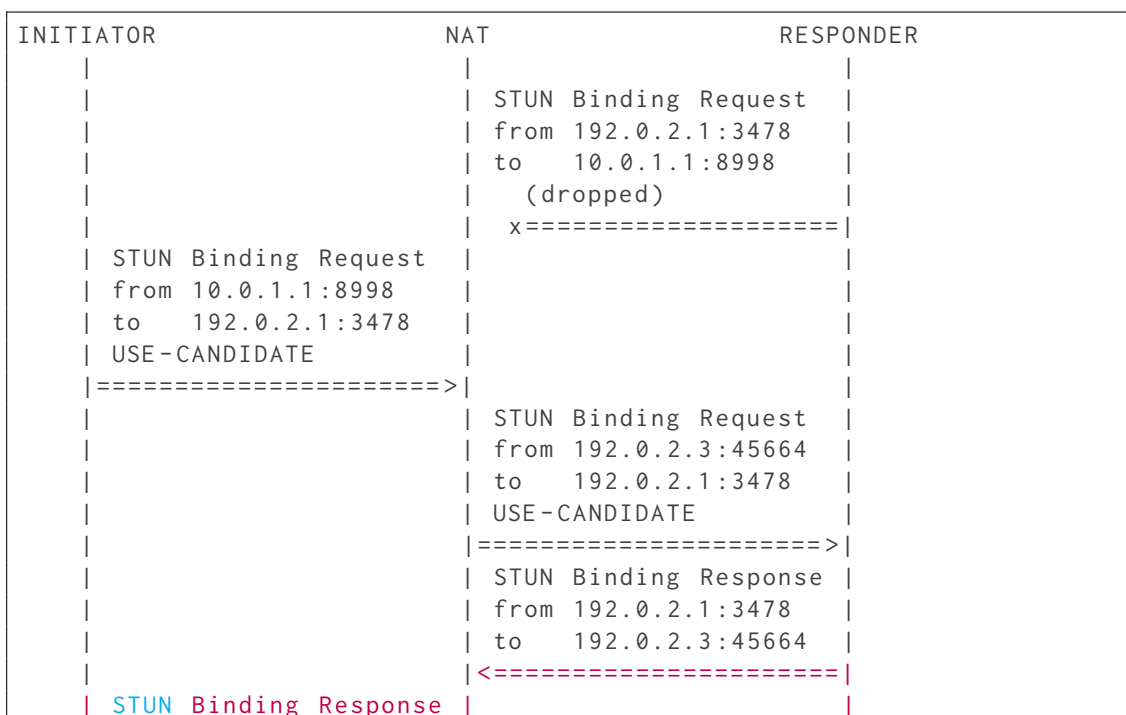 INITIATOR                  NAT                  RESPONDER
    |                       |                       |
    |                       | STUN Binding Request  |
    |                       | from 192.0.2.1:3478   |
    |                       | to   10.0.1.1:8998    |
    |                       |   (dropped)           |
    |                       |  x====================|
    | STUN Binding Request  |                       |
    | from 10.0.1.1:8998    |                       |
    | to   192.0.2.1:3478   |                       |
    | USE-CANDIDATE         |                       |
    |======================>|                       |
    |                       | STUN Binding Request  |
    |                       | from 192.0.2.3:45664  |
    |                       | to   192.0.2.1:3478   |
    |                       | USE-CANDIDATE         |
    |                       |======================>|
    |                       | STUN Binding Response |
    |                       | from 192.0.2.1:3478   |
    |                       | to   192.0.2.3:45664  |
    |                       |<======================|
    | STUN Binding Response |                       |